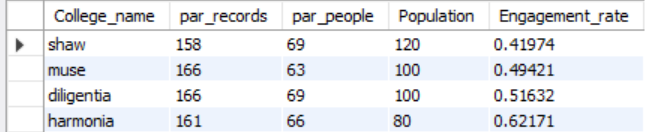 College_name par_records par_people Population Engagement_rate
shaw 158 69 120 0.41974
muse 166 63 100 0.49421
diligentia 166 69 100 0.51632
harmonia 161 66 80 0.62171